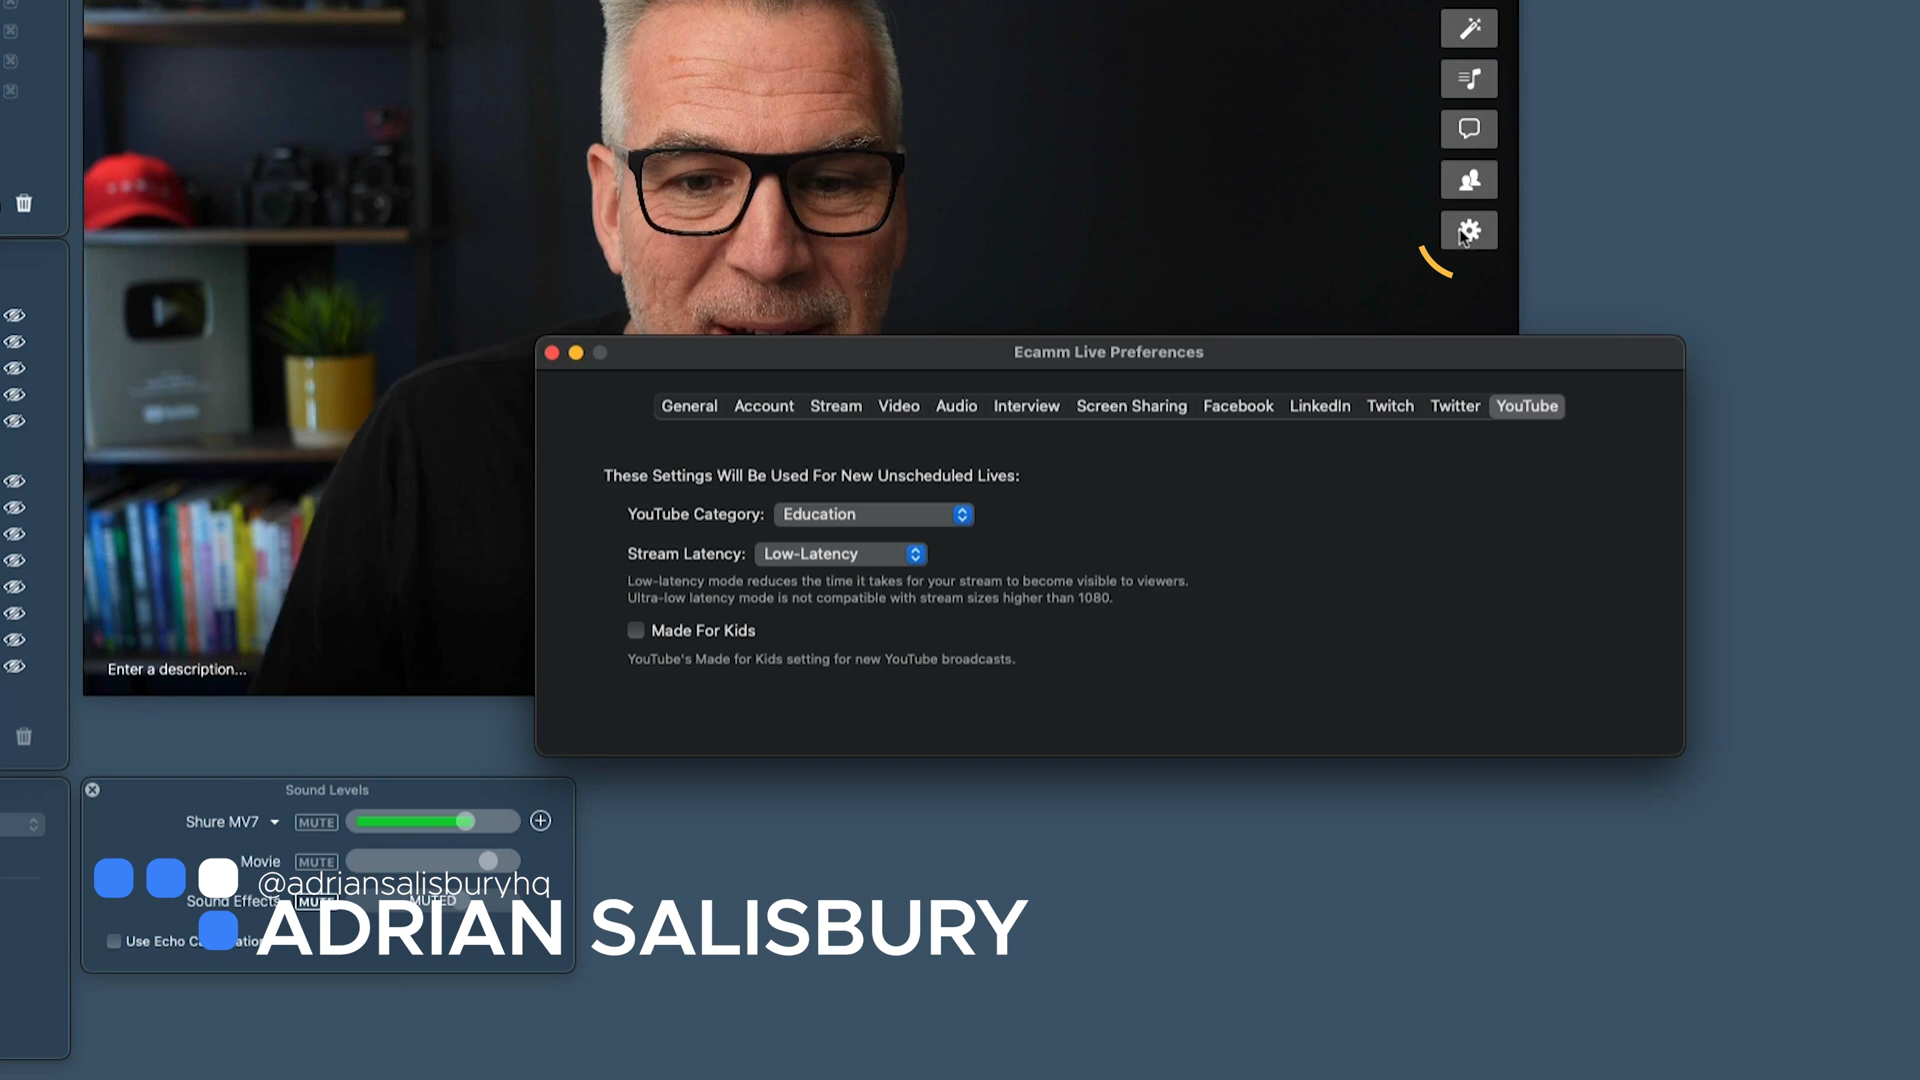 Ecamm Live Preferences
General Account Stream Video Audio Interview Screen Sharing Facebook LinkedIn Twitch Twitter YouTube
These Settings Will Be Used For New Unscheduled Lives:
YouTube Category: Education
Stream Latency: Low-Latency
Low-latency mode reduces the time it takes for your stream to become visible to viewers.
Ultra-low latency mode is not compatible with stream sizes higher than 1080.
Made For Kids
YouTube's Made for Kids setting for new YouTube broadcasts.
Enter a description...
Sound Levels
Shure MV7 MUTE
Movie MUTE
@adriansalisburyhq
Sound Effects MUTE MUTED
Use Echo
ADRIAN SALISBURY